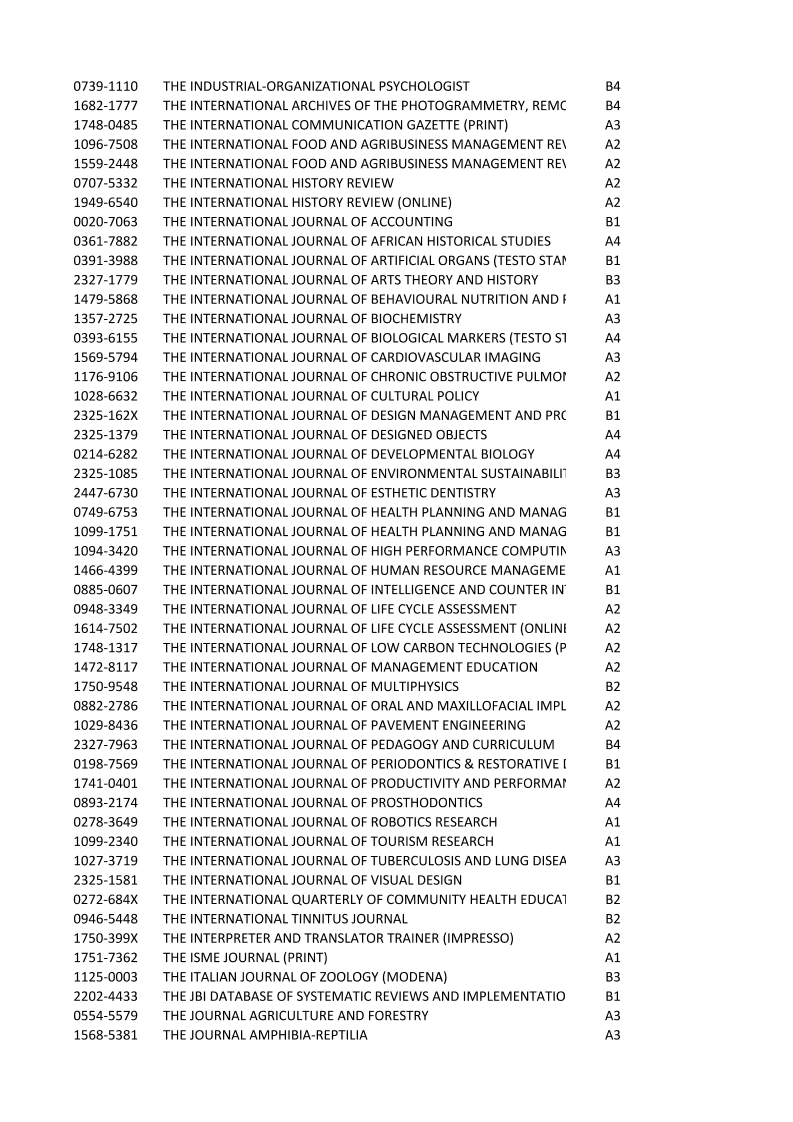 0739-1110 THE INDUSTRIAL-ORGANIZATIONAL PSYCHOLOGIST B4
1682-1777 THE INTERNATIONAL ARCHIVES OF THE PHOTOGRAMMETRY, REMO B4
1748-0485 THE INTERNATIONAL COMMUNICATION GAZETTE (PRINT) A3
1096-7508 THE INTERNATIONAL FOOD AND AGRIBUSINESS MANAGEMENT REV A2
1559-2448 THE INTERNATIONAL FOOD AND AGRIBUSINESS MANAGEMENT REV A2
0707-5332 THE INTERNATIONAL HISTORY REVIEW A2
1949-6540 THE INTERNATIONAL HISTORY REVIEW (ONLINE) A2
0020-7063 THE INTERNATIONAL JOURNAL OF ACCOUNTING B1
0361-7882 THE INTERNATIONAL JOURNAL OF AFRICAN HISTORICAL STUDIES A4
0391-3988 THE INTERNATIONAL JOURNAL OF ARTIFICIAL ORGANS (TESTO STAM B1
2327-1779 THE INTERNATIONAL JOURNAL OF ARTS THEORY AND HISTORY B3
1479-5868 THE INTERNATIONAL JOURNAL OF BEHAVIOURAL NUTRITION AND P A1
1357-2725 THE INTERNATIONAL JOURNAL OF BIOCHEMISTRY A3
0393-6155 THE INTERNATIONAL JOURNAL OF BIOLOGICAL MARKERS (TESTO ST A4
1569-5794 THE INTERNATIONAL JOURNAL OF CARDIOVASCULAR IMAGING A3
1176-9106 THE INTERNATIONAL JOURNAL OF CHRONIC OBSTRUCTIVE PULMON A2
1028-6632 THE INTERNATIONAL JOURNAL OF CULTURAL POLICY A1
2325-162X THE INTERNATIONAL JOURNAL OF DESIGN MANAGEMENT AND PRO B1
2325-1379 THE INTERNATIONAL JOURNAL OF DESIGNED OBJECTS A4
0214-6282 THE INTERNATIONAL JOURNAL OF DEVELOPMENTAL BIOLOGY A4
2325-1085 THE INTERNATIONAL JOURNAL OF ENVIRONMENTAL SUSTAINABILIT B3
2447-6730 THE INTERNATIONAL JOURNAL OF ESTHETIC DENTISTRY A3
0749-6753 THE INTERNATIONAL JOURNAL OF HEALTH PLANNING AND MANAG B1
1099-1751 THE INTERNATIONAL JOURNAL OF HEALTH PLANNING AND MANAG B1
1094-3420 THE INTERNATIONAL JOURNAL OF HIGH PERFORMANCE COMPUTIN A3
1466-4399 THE INTERNATIONAL JOURNAL OF HUMAN RESOURCE MANAGEME A1
0885-0607 THE INTERNATIONAL JOURNAL OF INTELLIGENCE AND COUNTER INT B1
0948-3349 THE INTERNATIONAL JOURNAL OF LIFE CYCLE ASSESSMENT A2
1614-7502 THE INTERNATIONAL JOURNAL OF LIFE CYCLE ASSESSMENT (ONLINE A2
1748-1317 THE INTERNATIONAL JOURNAL OF LOW CARBON TECHNOLOGIES (P A2
1472-8117 THE INTERNATIONAL JOURNAL OF MANAGEMENT EDUCATION A2
1750-9548 THE INTERNATIONAL JOURNAL OF MULTIPHYSICS B2
0882-2786 THE INTERNATIONAL JOURNAL OF ORAL AND MAXILLOFACIAL IMPL A2
1029-8436 THE INTERNATIONAL JOURNAL OF PAVEMENT ENGINEERING A2
2327-7963 THE INTERNATIONAL JOURNAL OF PEDAGOGY AND CURRICULUM B4
0198-7569 THE INTERNATIONAL JOURNAL OF PERIODONTICS & RESTORATIVE D B1
1741-0401 THE INTERNATIONAL JOURNAL OF PRODUCTIVITY AND PERFORMAN A2
0893-2174 THE INTERNATIONAL JOURNAL OF PROSTHODONTICS A4
0278-3649 THE INTERNATIONAL JOURNAL OF ROBOTICS RESEARCH A1
1099-2340 THE INTERNATIONAL JOURNAL OF TOURISM RESEARCH A1
1027-3719 THE INTERNATIONAL JOURNAL OF TUBERCULOSIS AND LUNG DISEA A3
2325-1581 THE INTERNATIONAL JOURNAL OF VISUAL DESIGN B1
0272-684X THE INTERNATIONAL QUARTERLY OF COMMUNITY HEALTH EDUCAT B2
0946-5448 THE INTERNATIONAL TINNITUS JOURNAL B2
1750-399X THE INTERPRETER AND TRANSLATOR TRAINER (IMPRESSO) A2
1751-7362 THE ISME JOURNAL (PRINT) A1
1125-0003 THE ITALIAN JOURNAL OF ZOOLOGY (MODENA) B3
2202-4433 THE JBI DATABASE OF SYSTEMATIC REVIEWS AND IMPLEMENTATIO B1
0554-5579 THE JOURNAL AGRICULTURE AND FORESTRY A3
1568-5381 THE JOURNAL AMPHIBIA-REPTILIA A3